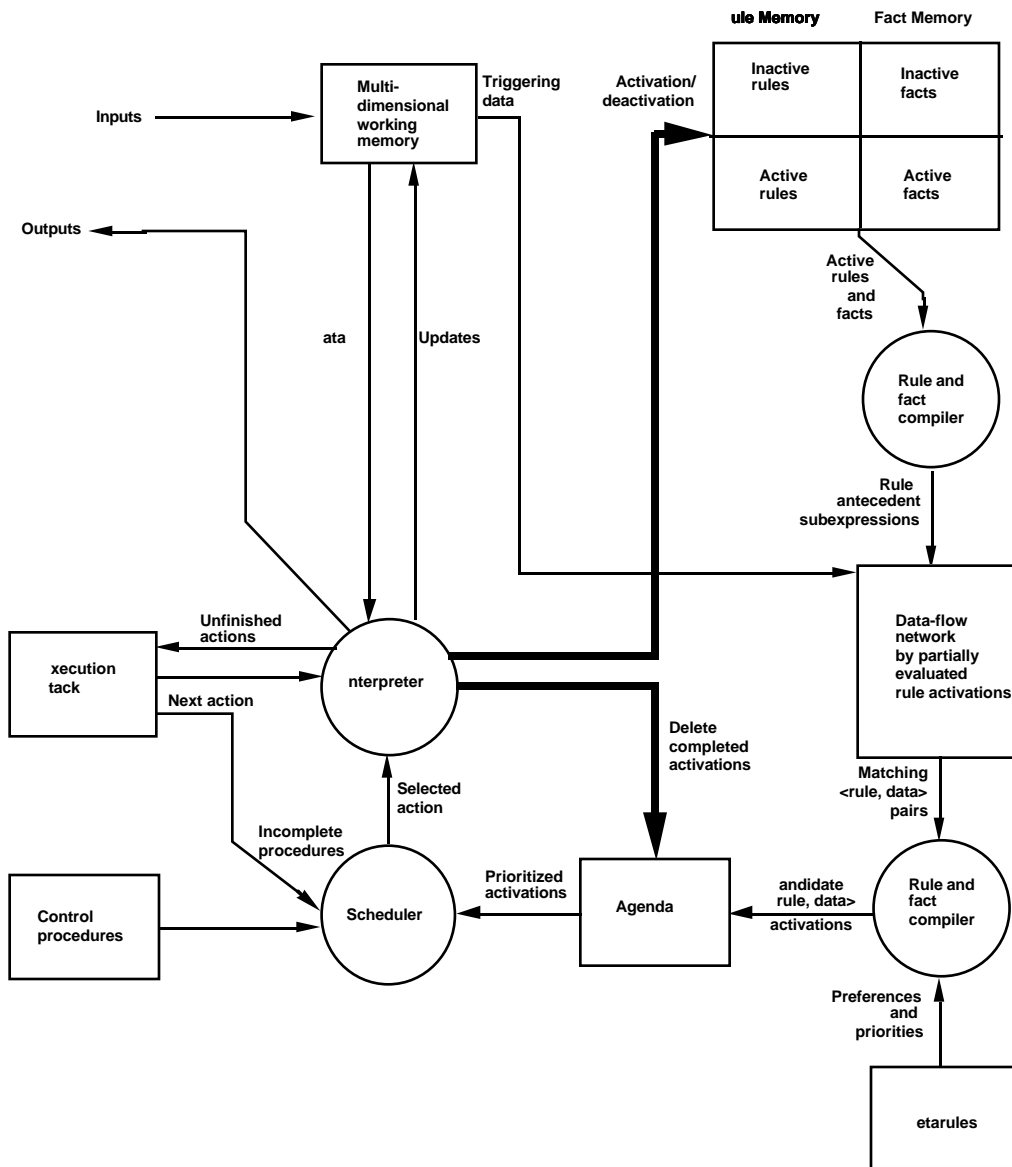 ule Memory
Fact Memory
Inactive
rules
Inactive
facts
Active
rules
Active
facts
Multi-
dimensional
working
memory
Triggering
data
Activation/
deactivation
Inputs
Outputs
ata
Updates
Active
rules
and
facts
Rule and
fact
compiler
Rule
antecedent
subexpressions
Unfinished
actions
xecution
tack
Next action
nterpreter
Data-flow
network
by partially
evaluated
rule activations
Delete
completed
activations
Selected
action
Matching
<rule, data>
pairs
Incomplete
procedures
Control
procedures
Scheduler
Prioritized
activations
Agenda
andidate
rule, data>
activations
Rule and
fact
compiler
Preferences
and
priorities
etarules